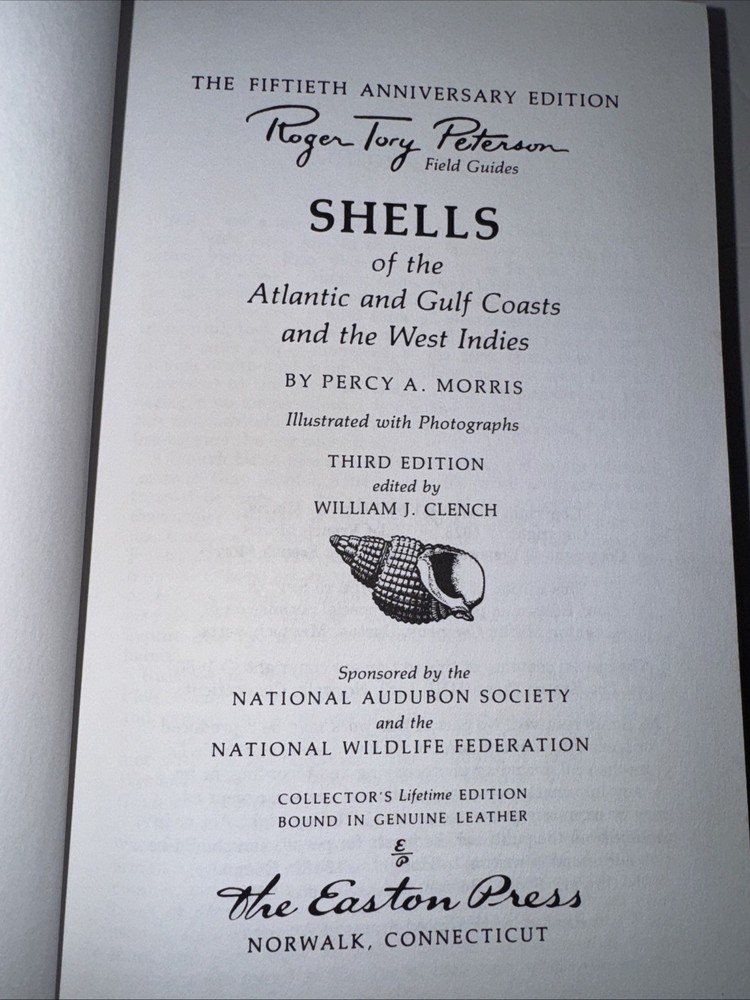 THE FIFTIETH ANNIVERSARY EDITION
Roger Tory Peterson
Field Guides
SHELLS
of the
Atlantic and Gulf Coasts
and the West Indies
BY PERCY A. MORRIS
Illustrated with Photographs
THIRD EDITION
edited by
WILLIAM J. CLENCH
Sponsored by the
NATIONAL AUDUBON SOCIETY
and the
NATIONAL WILDLIFE FEDERATION
COLLECTOR'S Lifetime EDITION
BOUND IN GENUINE LEATHER
E/P
The Easton Press
NORWALK, CONNECTICUT